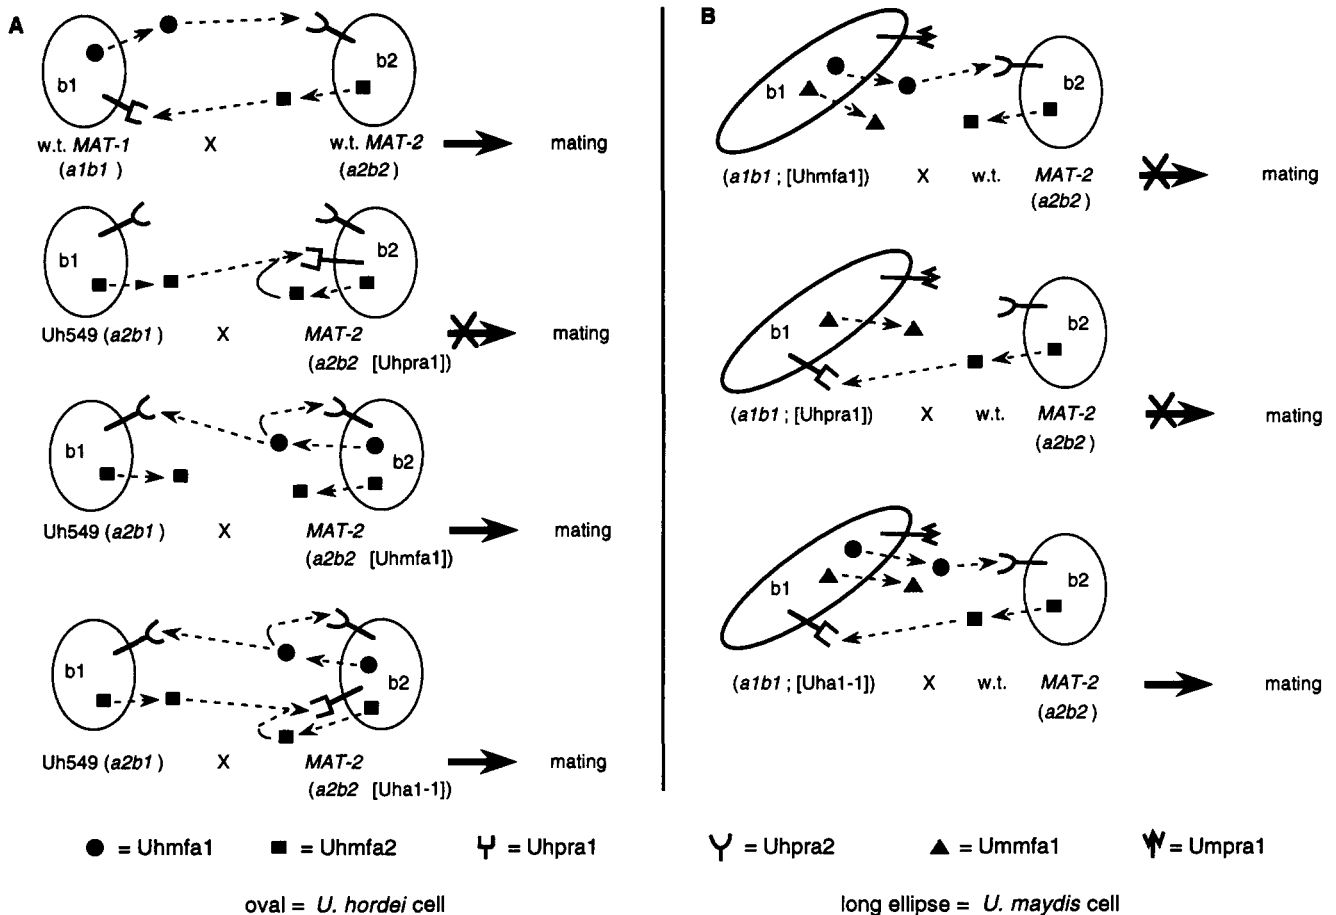 A
b1
b2
w.t. MAT-1
X
w.t. MAT-2
mating
(a1b1 )
(a2b2 )
b1
b2
Uh549 (a2b1 )
X
MAT-2
mating
(a2b2 [Uhpra1])
b1
b2
Uh549 (a2b1 )
X
MAT-2
mating
(a2b2 [Uhmfa1])
b1
b2
Uh549 (a2b1 )
X
MAT-2
mating
(a2b2 [Uha1-1])
B
b1
b2
(a1b1 ; [Uhmfa1])
X
w.t.
MAT-2
mating
(a2b2 )
b1
b2
(a1b1 ; [Uhpra1])
X
w.t.
MAT-2
mating
(a2b2 )
b1
b2
(a1b1 ; [Uha1-1])
X
w.t.
MAT-2
mating
(a2b2 )
= Uhmfa1
= Uhmfa2
= Uhpra1
= Uhpra2
= Ummfa1
= Umpra1
oval = U. hordei cell
long ellipse = U. maydis cell